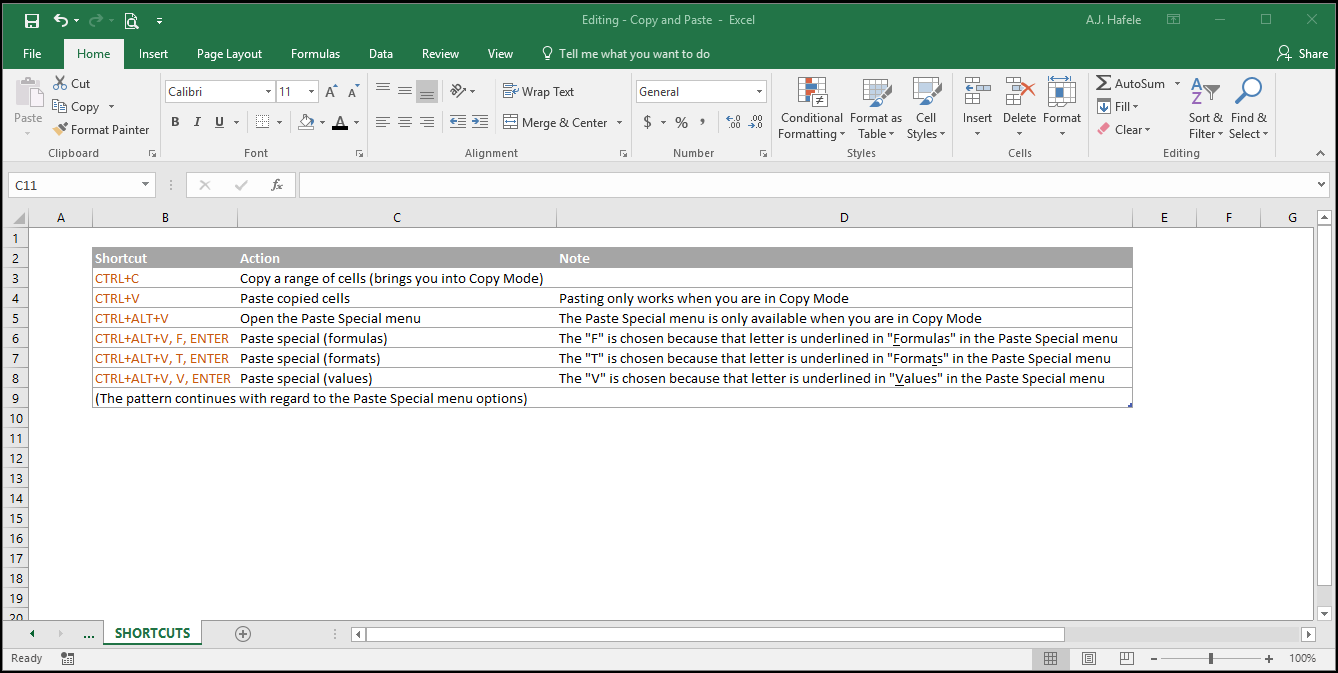 Editing - Copy and Paste - Excel
A.J. Hafele
File Home Insert Page Layout Formulas Data Review View Tell me what you want to do Share
Paste
Cut
Copy
Format Painter
Clipboard
Calibri 11
B I U A
Font
Wrap Text
Merge & Center
Alignment
General
$ % ,
Number
Conditional Formatting
Format as Table
Cell Styles
Styles
Insert Delete Format
Cells
AutoSum
Fill
Clear
Sort & Filter
Find & Select
Editing
C11 fx
A B C D E F G
1
2 Shortcut Action Note
3 CTRL+C Copy a range of cells (brings you into Copy Mode)
4 CTRL+V Paste copied cells Pasting only works when you are in Copy Mode
5 CTRL+ALT+V Open the Paste Special menu The Paste Special menu is only available when you are in Copy Mode
6 CTRL+ALT+V, F, ENTER Paste special (formulas) The "F" is chosen because that letter is underlined in "Formulas" in the Paste Special menu
7 CTRL+ALT+V, T, ENTER Paste special (formats) The "T" is chosen because that letter is underlined in "Formats" in the Paste Special menu
8 CTRL+ALT+V, V, ENTER Paste special (values) The "V" is chosen because that letter is underlined in "Values" in the Paste Special menu
9 (The pattern continues with regard to the Paste Special menu options)
10
11
12
13
14
15
16
17
18
19
20
... SHORTCUTS
Ready 100%